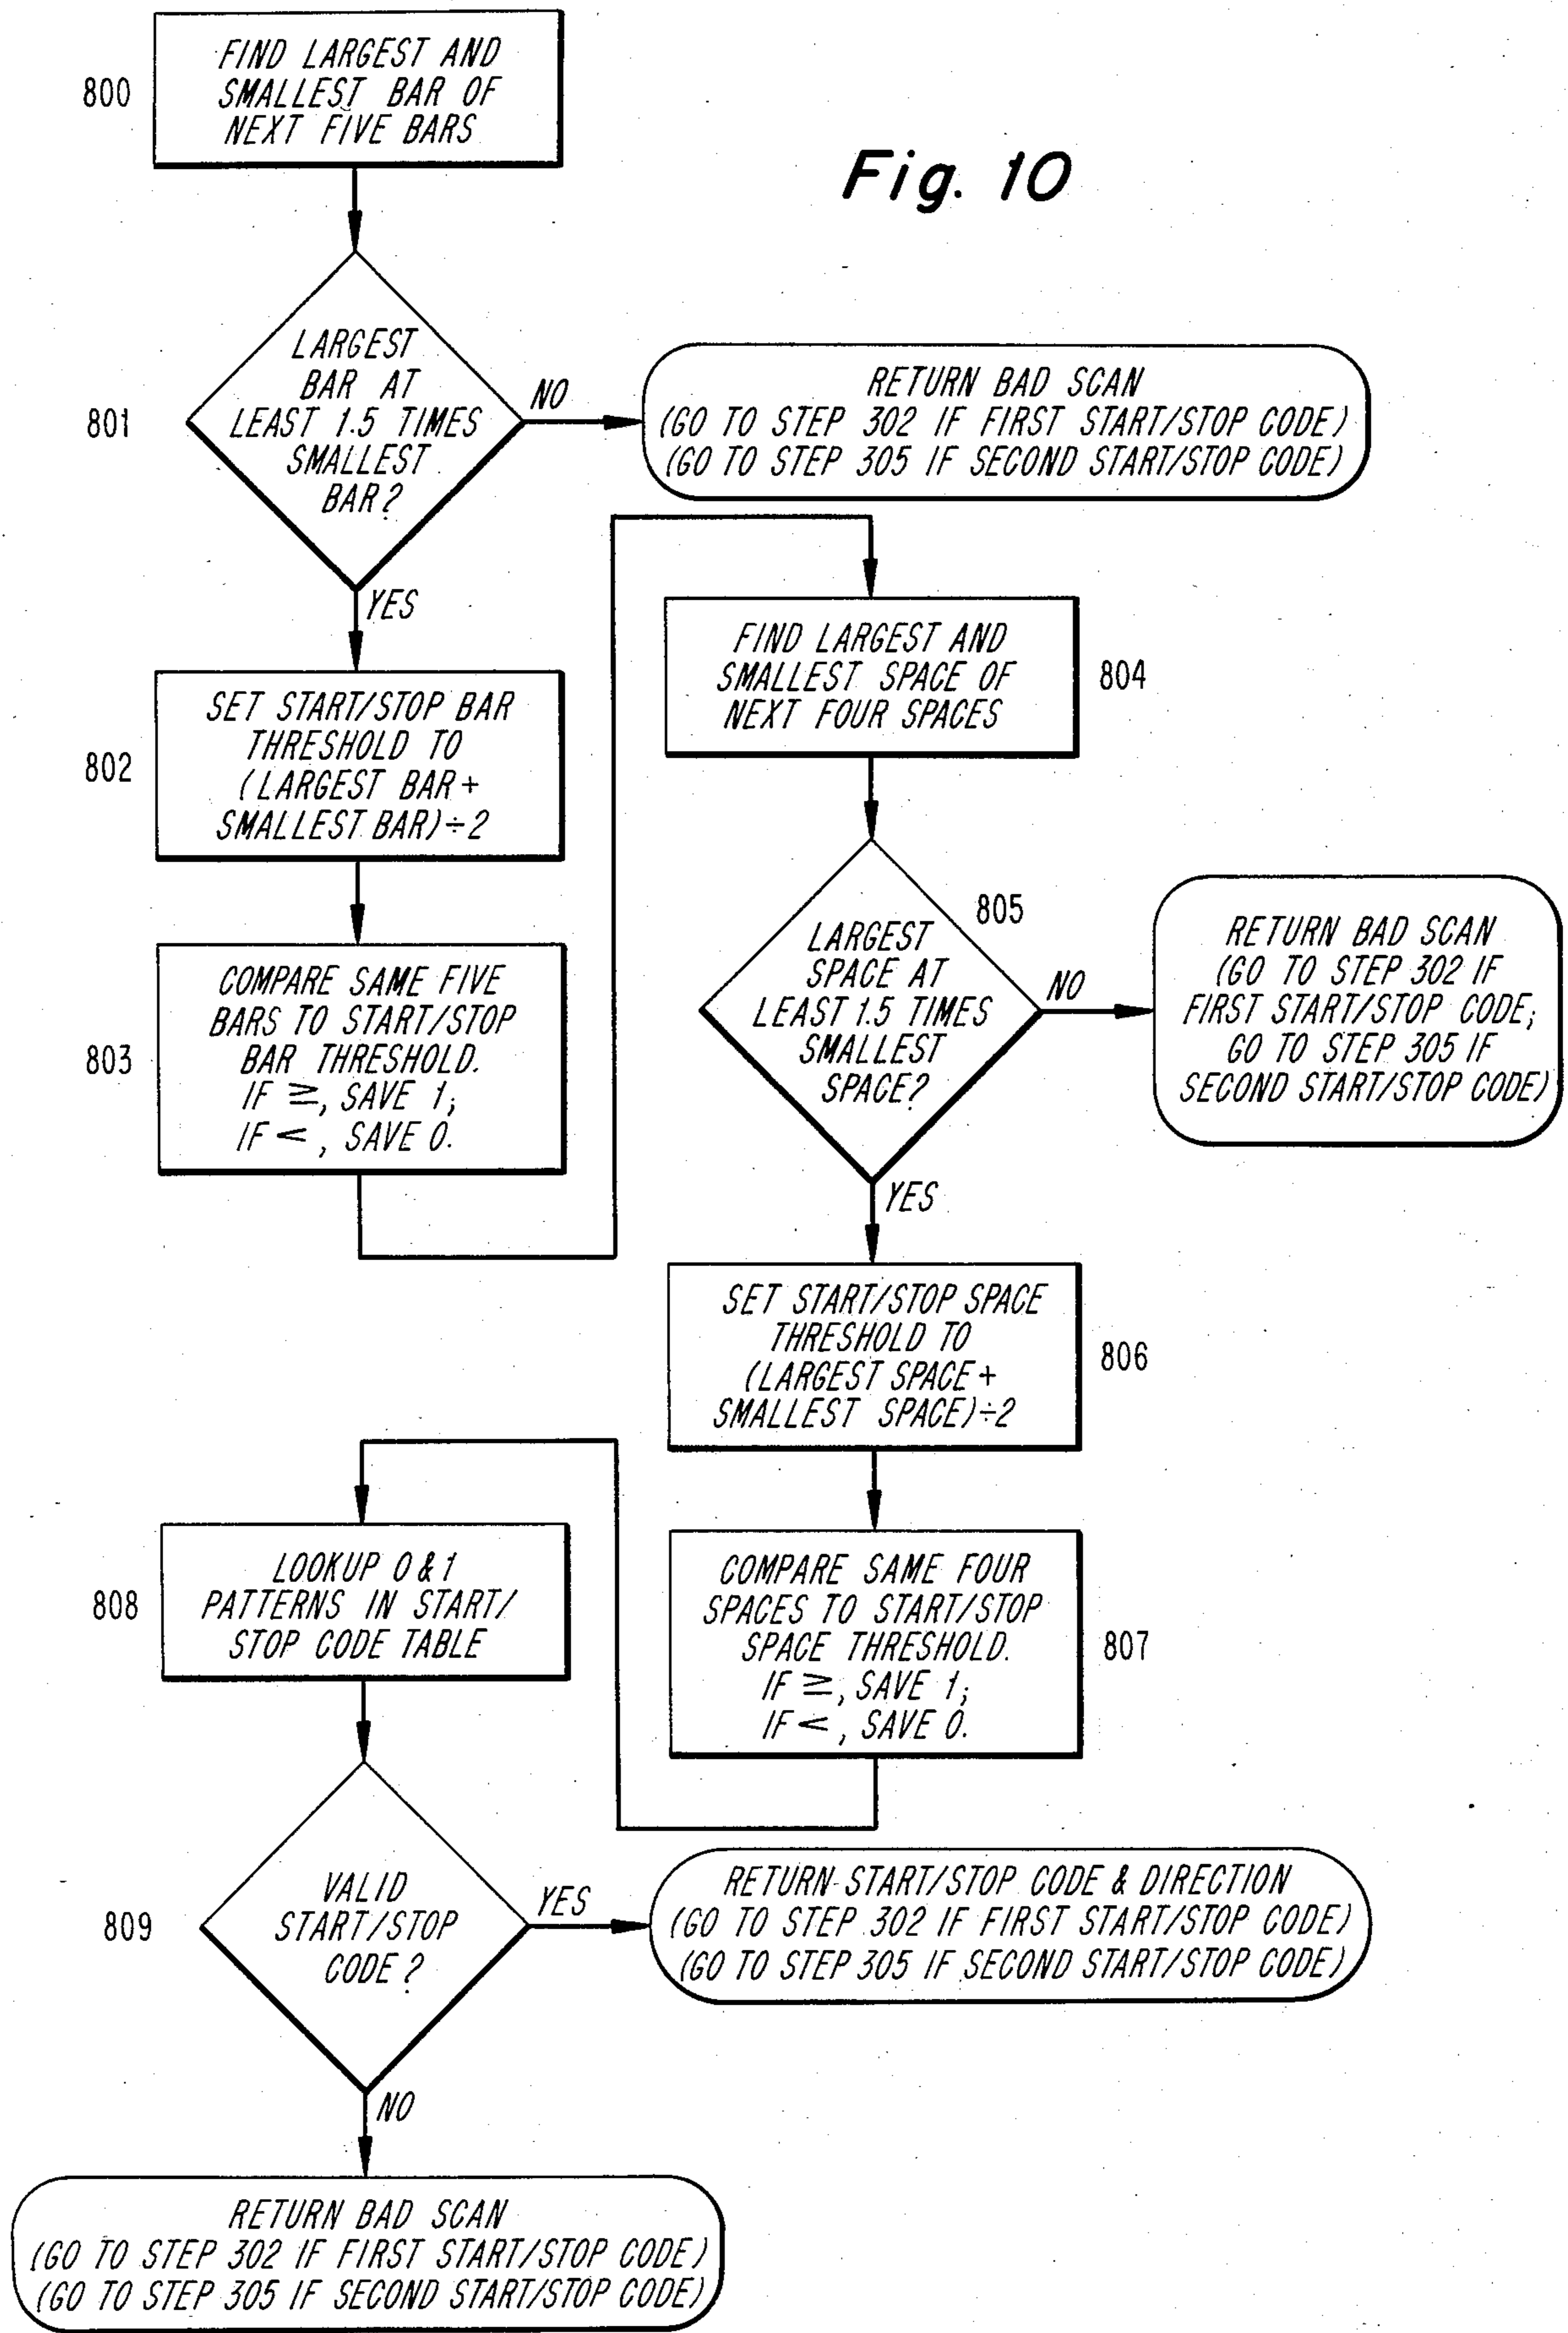 Fig. 10
800
FIND LARGEST AND
SMALLEST BAR OF
NEXT FIVE BARS
801
LARGEST
BAR AT
LEAST 1.5 TIMES
SMALLEST
BAR?
NO
RETURN BAD SCAN
(GO TO STEP 302 IF FIRST START/STOP CODE)
(GO TO STEP 305 IF SECOND START/STOP CODE)
YES
802
SET START/STOP BAR
THRESHOLD TO
(LARGEST BAR +
SMALLEST BAR) ÷ 2
803
COMPARE SAME FIVE
BARS TO START/STOP
BAR THRESHOLD.
IF ≥, SAVE 1;
IF <, SAVE 0.
804
FIND LARGEST AND
SMALLEST SPACE OF
NEXT FOUR SPACES
805
LARGEST
SPACE AT
LEAST 1.5 TIMES
SMALLEST
SPACE?
NO
RETURN BAD SCAN
(GO TO STEP 302 IF
FIRST START/STOP CODE;
GO TO STEP 305 IF
SECOND START/STOP CODE)
YES
806
SET START/STOP SPACE
THRESHOLD TO
(LARGEST SPACE +
SMALLEST SPACE) ÷ 2
807
COMPARE SAME FOUR
SPACES TO START/STOP
SPACE THRESHOLD.
IF ≥, SAVE 1;
IF <, SAVE 0.
808
LOOKUP 0 & 1
PATTERNS IN START/
STOP CODE TABLE
809
VALID
START/STOP
CODE?
YES
RETURN START/STOP CODE & DIRECTION
(GO TO STEP 302 IF FIRST START/STOP CODE)
(GO TO STEP 305 IF SECOND START/STOP CODE)
NO
RETURN BAD SCAN
(GO TO STEP 302 IF FIRST START/STOP CODE)
(GO TO STEP 305 IF SECOND START/STOP CODE)